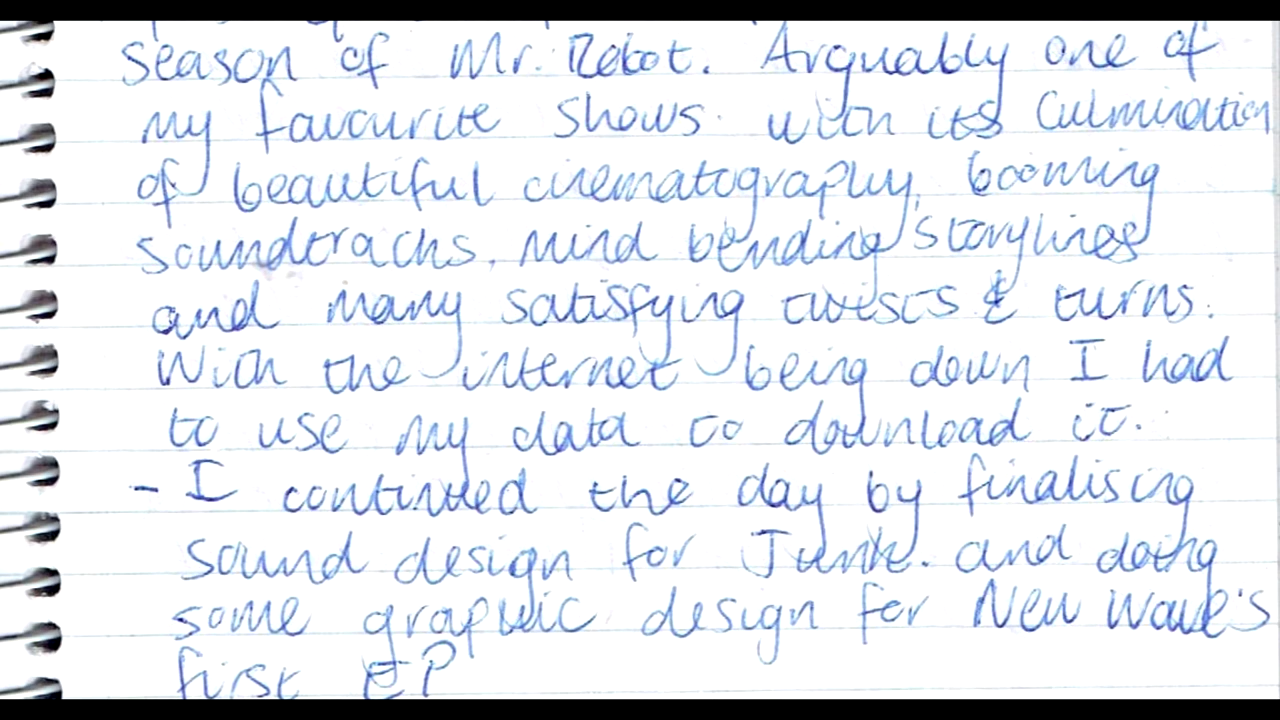 season of Mr. Robot. Arguably one of
my favourite shows. with its culmination
of beautiful cinematography, booming
soundtracks, mind bending storylines
and many satisfying twists & turns.
With the internet being down I had
to use my data to download it.
- I continued the day by finalising
sound design for Junk. and doing
some graphic design for New Wave's
first EP